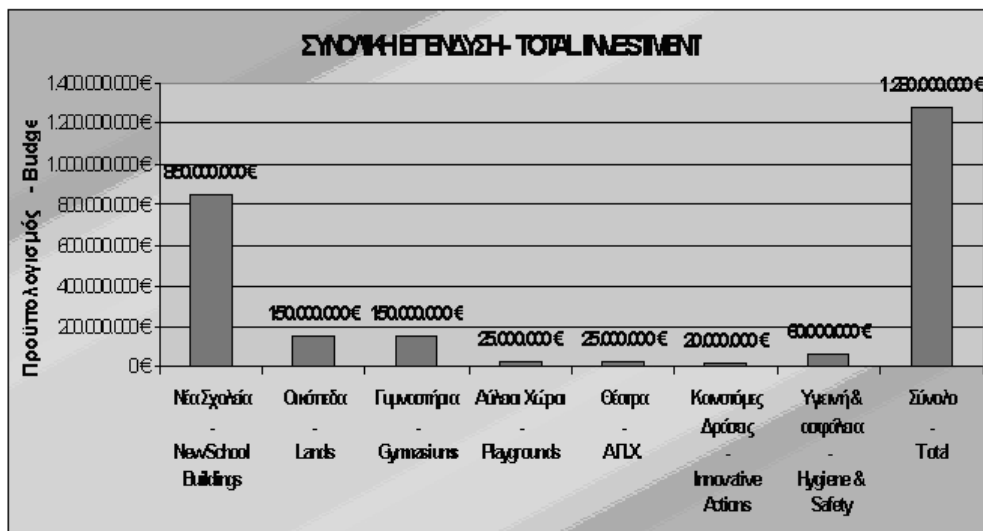 ΣΥΝΟΛΙΚΗ ΕΠΕΝΔΥΣΗ - TOTAL INVESTMENT
Προϋπολογισμός - Budge
1.400.000.000 €
1.200.000.000 €
1.000.000.000 €
800.000.000 €
600.000.000 €
400.000.000 €
200.000.000 €
0 €
850.000.000 €
150.000.000 €
150.000.000 €
25.000.000 €
25.000.000 €
20.000.000 €
60.000.000 €
1.280.000.000 €
Νέα Σχολεία
-
New School
Buildings
Οικόπεδα
-
Lands
Γυμναστήρια
-
Gymnasiums
Αύλειοι Χώροι
-
Playgrounds
Θέατρα
-
Α.Π.Χ.
Καινοτόμες
Δράσεις
-
Innovative
Actions
Υγιεινή &
ασφάλεια
-
Hygiene &
Safety
Σύνολο
-
Total